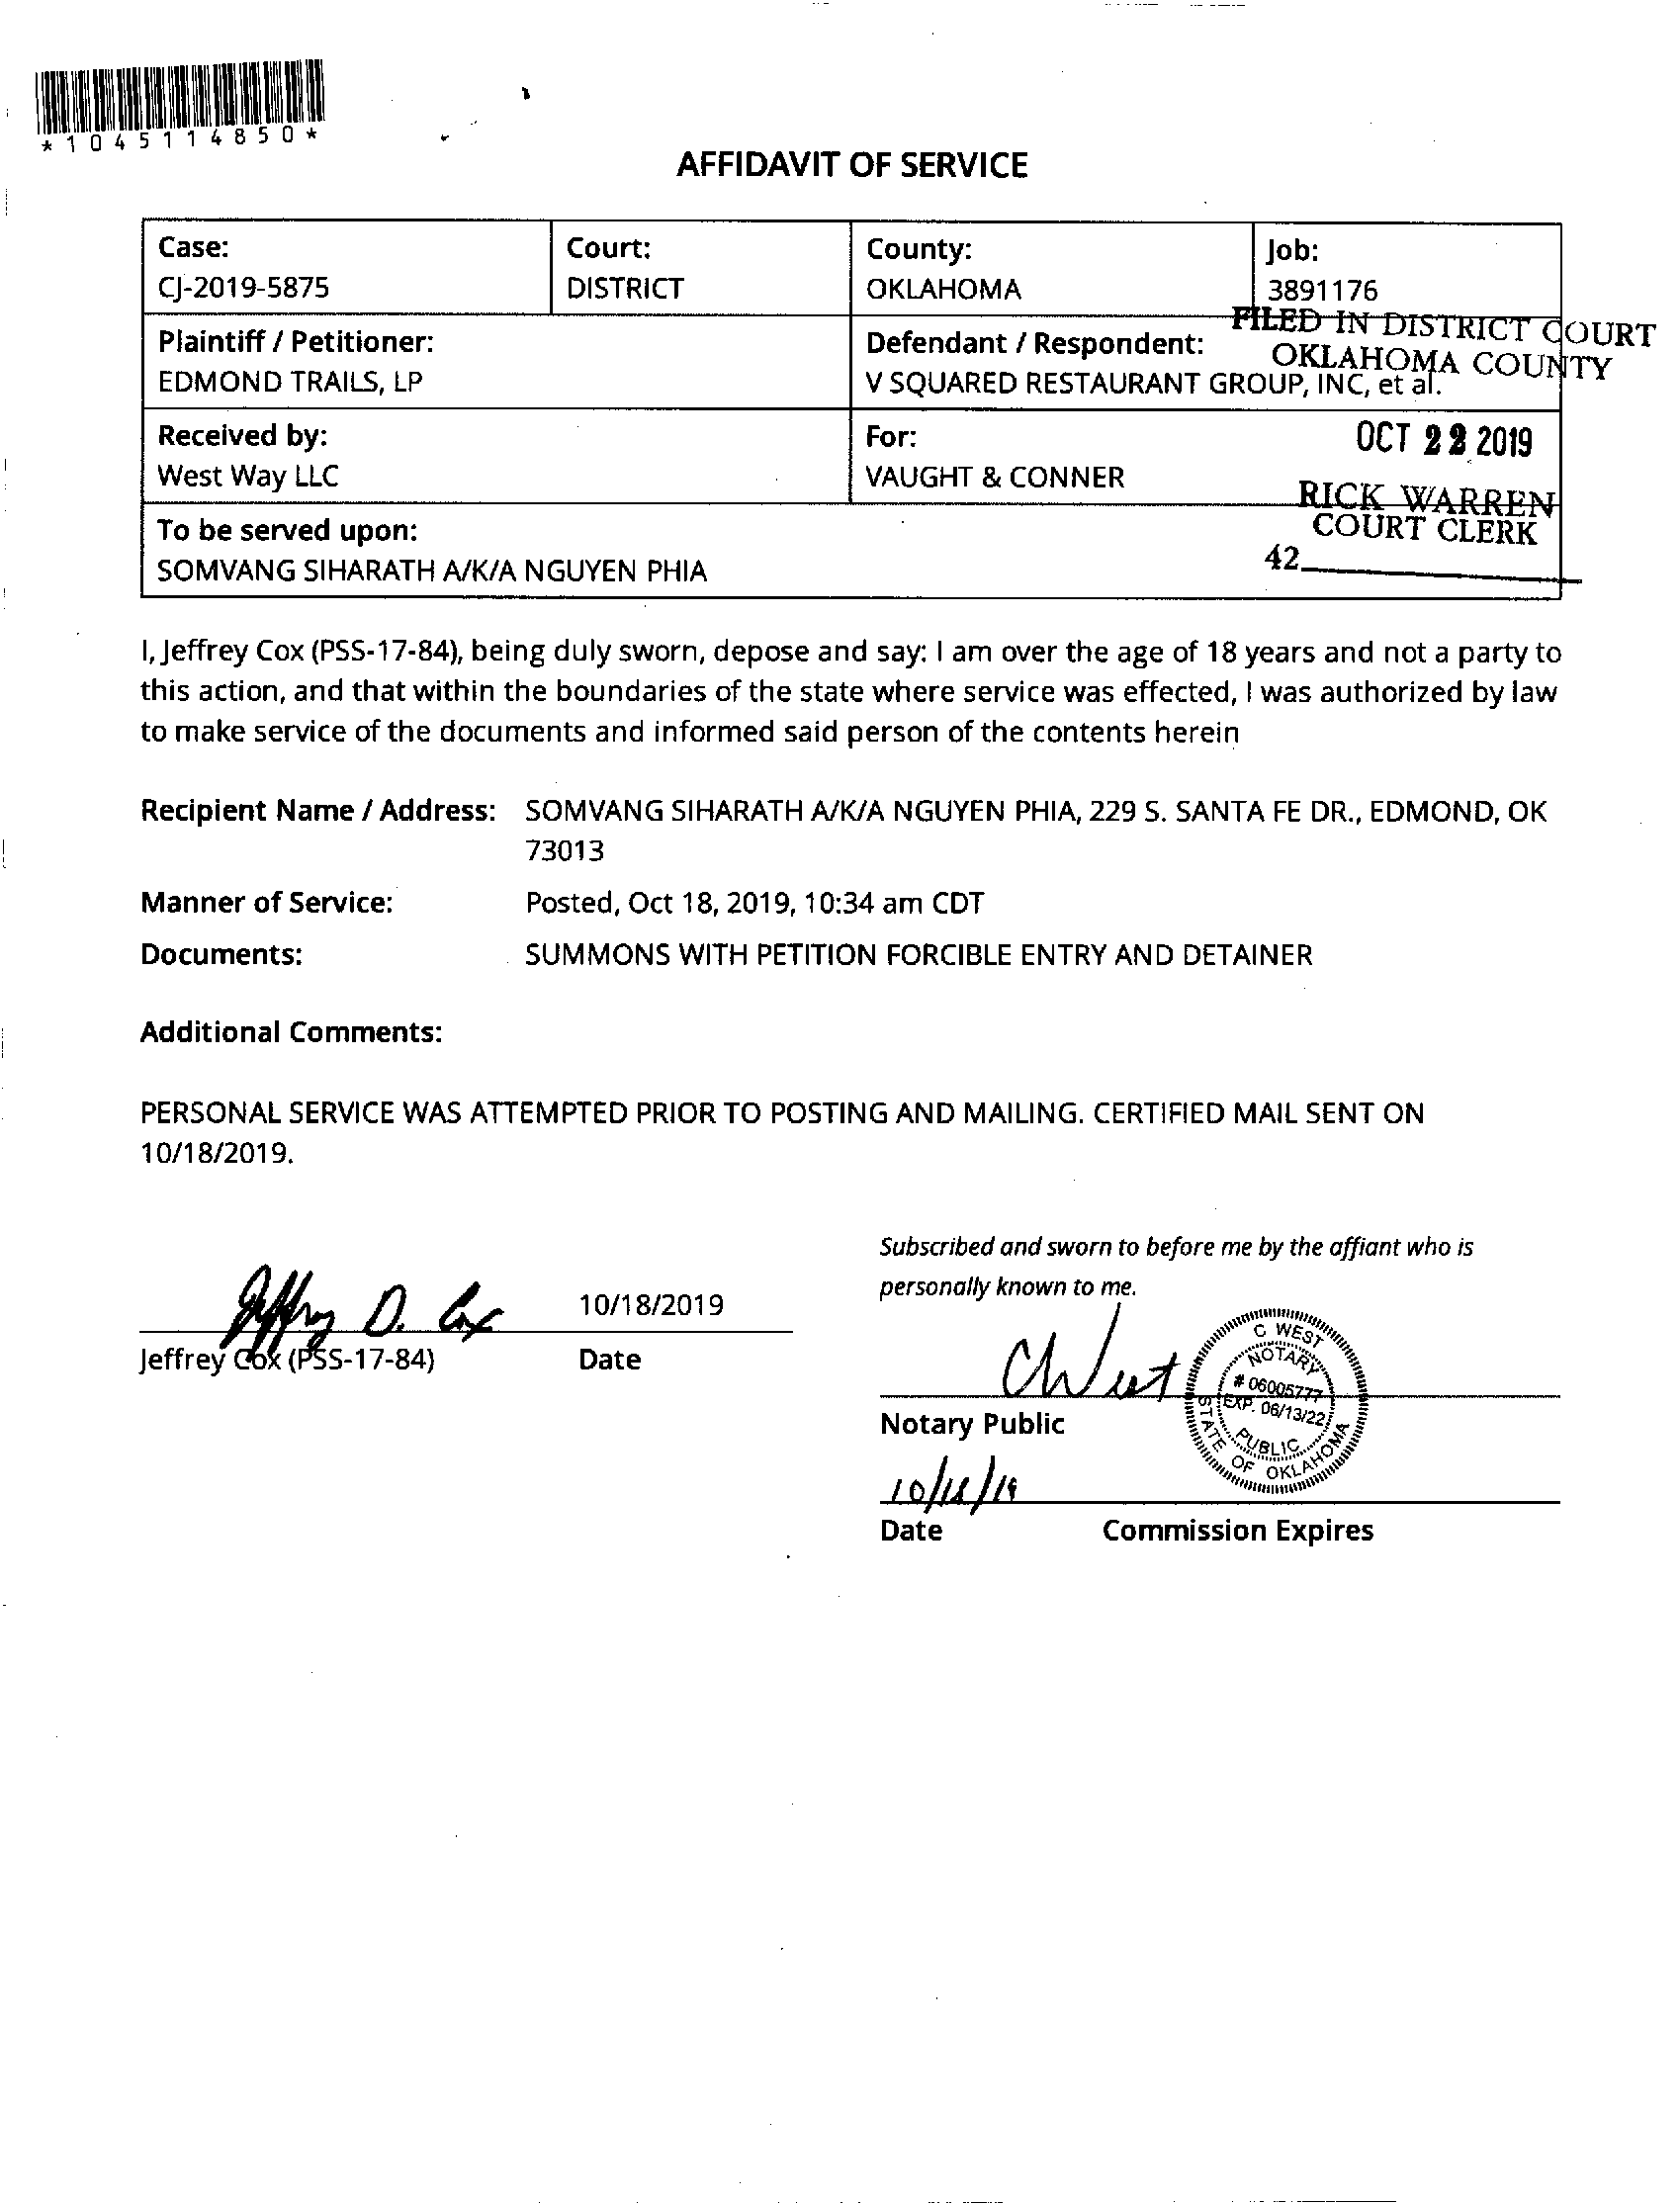 *1045114850*
AFFIDAVIT OF SERVICE
Case:
CJ-2019-5875
Court:
DISTRICT
County:
OKLAHOMA
Job:
3891176
FILED IN DISTRICT COURT
OKLAHOMA COUNTY
Plaintiff / Petitioner:
EDMOND TRAILS, LP
Defendant / Respondent:
V SQUARED RESTAURANT GROUP, INC, et al.
Received by:
West Way LLC
For:
VAUGHT & CONNER
OCT 22 2019
RICK WARREN
COURT CLERK
42
To be served upon:
SOMVANG SIHARATH A/K/A NGUYEN PHIA
I, Jeffrey Cox (PSS-17-84), being duly sworn, depose and say: I am over the age of 18 years and not a party to
this action, and that within the boundaries of the state where service was effected, I was authorized by law
to make service of the documents and informed said person of the contents herein
Recipient Name / Address: SOMVANG SIHARATH A/K/A NGUYEN PHIA, 229 S. SANTA FE DR., EDMOND, OK
73013
Manner of Service: Posted, Oct 18, 2019, 10:34 am CDT
Documents: SUMMONS WITH PETITION FORCIBLE ENTRY AND DETAINER
Additional Comments:
PERSONAL SERVICE WAS ATTEMPTED PRIOR TO POSTING AND MAILING. CERTIFIED MAIL SENT ON
10/18/2019.
Jeffrey D. Cox 10/18/2019
Jeffrey Cox (PSS-17-84) Date
Subscribed and sworn to before me by the affiant who is
personally known to me.
CWest
Notary Public
C WEST
NOTARY
# 06005777
EXP. 06/13/22
PUBLIC
STATE OF OKLAHOMA
10/18/19
Date Commission Expires